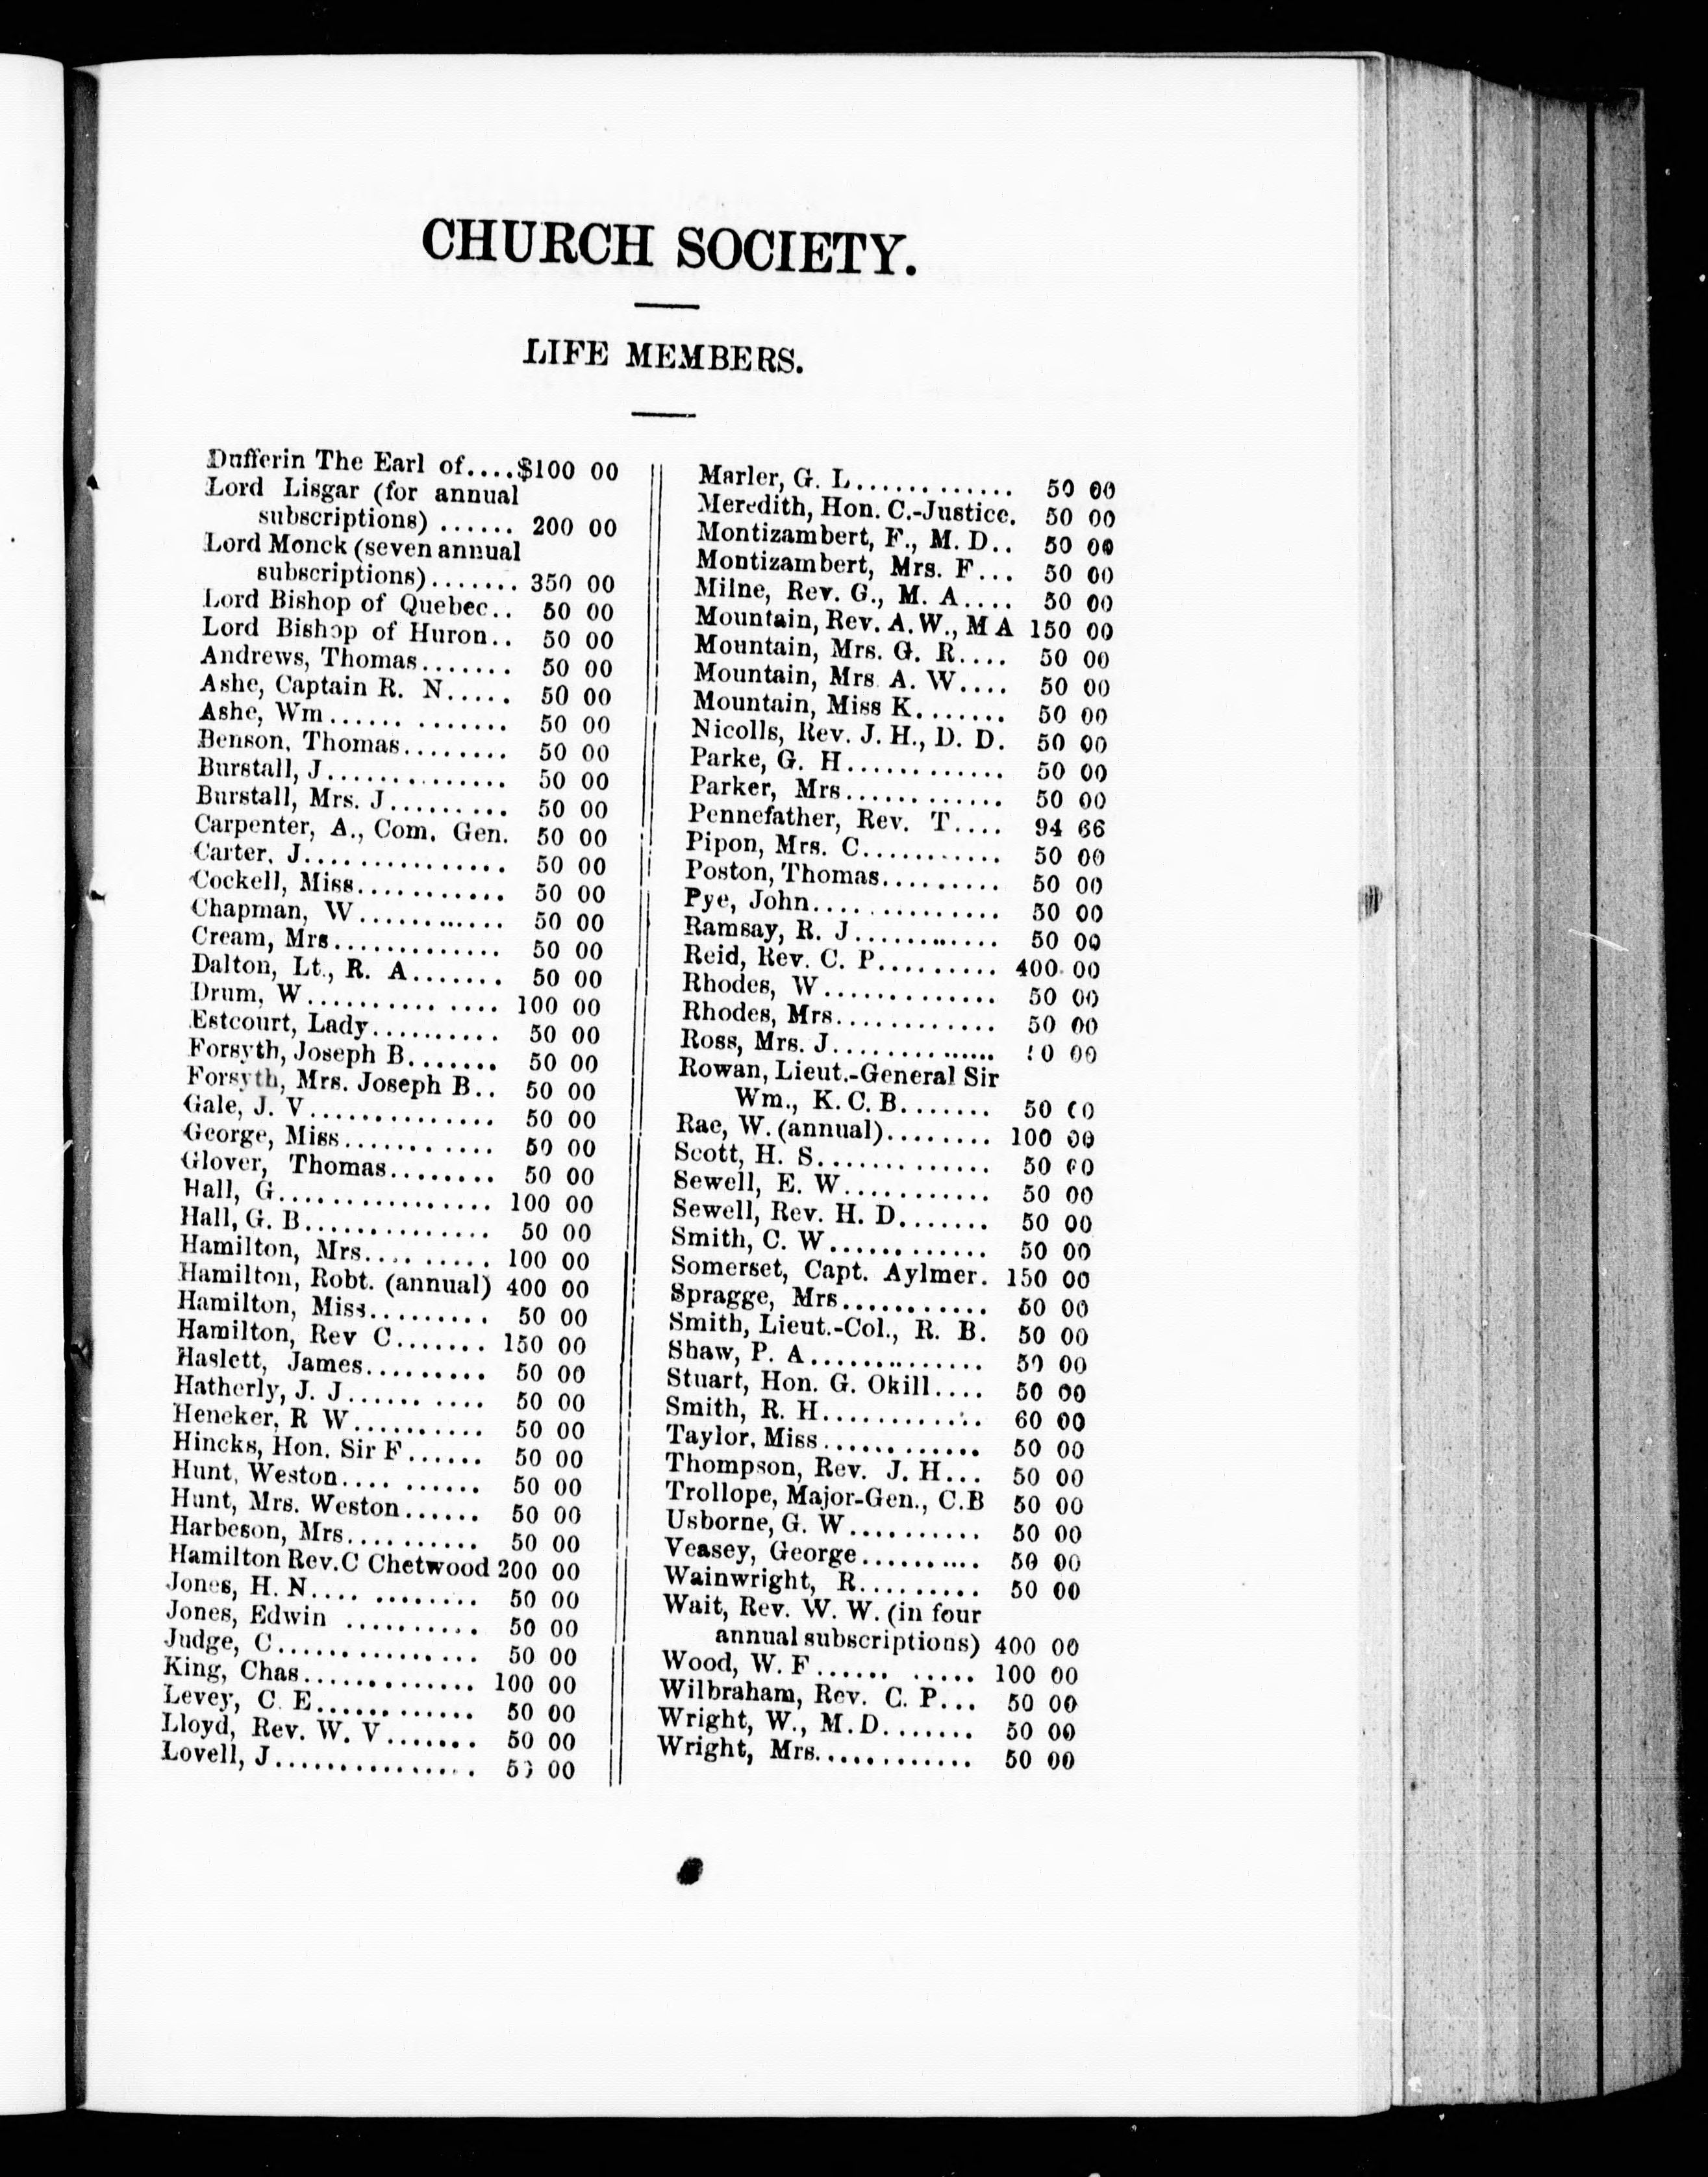 CHURCH SOCIETY.
LIFE MEMBERS.
Dufferin The Earl of....$100 00
Lord Lisgar (for annual
subscriptions) ...... 200 00
Lord Monck (seven annual
subscriptions)....... 350 00
Lord Bishop of Quebec.. 50 00
Lord Bishop of Huron.. 50 00
Andrews, Thomas....... 50 00
Ashe, Captain R. N..... 50 00
Ashe, Wm...... ....... 50 00
Benson, Thomas........ 50 00
Burstall, J.............. 50 00
Burstall, Mrs. J......... 50 00
Carpenter, A., Com. Gen. 50 00
Carter, J............... 50 00
Cockell, Miss........... 50 00
Chapman, W........... 50 00
Cream, Mrs............. 50 00
Dalton, Lt., R. A....... 50 00
Drum, W.......... .... 100 00
Estcourt, Lady.......... 50 00
Forsyth, Joseph B....... 50 00
Forsyth, Mrs. Joseph B.. 50 00
Gale, J. V.............. 50 00
George, Miss............ 50 00
Glover, Thomas........ 50 00
Hall, G................. 100 00
Hall, G. B.............. 50 00
Hamilton, Mrs.......... 100 00
Hamilton, Robt. (annual) 400 00
Hamilton, Miss......... 50 00
Hamilton, Rev C....... 150 00
Haslett, James.......... 50 00
Hatherly, J. J...... .... 50 00
Heneker, R W.......... 50 00
Hincks, Hon. Sir F...... 50 00
Hunt, Weston.... ...... 50 00
Hunt, Mrs. Weston...... 50 00
Harbeson, Mrs.......... 50 00
Hamilton Rev. C Chetwood 200 00
Jones, H. N.... ........ 50 00
Jones, Edwin .......... 50 00
Judge, C................ 50 00
King, Chas............. 100 00
Levey, C. E............ 50 00
Lloyd, Rev. W. V....... 50 00
Lovell, J................ 50 00
Marler, G. L............ 50 00
Meredith, Hon. C.-Justice. 50 00
Montizambert, F., M. D.. 50 00
Montizambert, Mrs. F... 50 00
Milne, Rev. G., M. A.... 50 00
Mountain, Rev. A. W., M A 150 00
Mountain, Mrs. G. R.... 50 00
Mountain, Mrs. A. W.... 50 00
Mountain, Miss K....... 50 00
Nicolls, Rev. J. H., D. D. 50 00
Parke, G. H............ 50 00
Parker, Mrs............ 50 00
Pennefather, Rev. T.... 94 66
Pipon, Mrs. C........... 50 00
Poston, Thomas......... 50 00
Pye, John............... 50 00
Ramsay, R. J........... 50 00
Reid, Rev. C. P......... 400 00
Rhodes, W............. 50 00
Rhodes, Mrs............ 50 00
Ross, Mrs. J............. 0 00
Rowan, Lieut.-General Sir
Wm., K. C. B....... 50 00
Rae, W. (annual)........ 100 00
Scott, H. S............. 50 00
Sewell, E. W........... 50 00
Sewell, Rev. H. D....... 50 00
Smith, C. W............ 50 00
Somerset, Capt. Aylmer. 150 00
Spragge, Mrs........... 50 00
Smith, Lieut.-Col., R. B. 50 00
Shaw, P. A............. 50 00
Stuart, Hon. G. Okill.... 50 00
Smith, R. H............ 60 00
Taylor, Miss............ 50 00
Thompson, Rev. J. H... 50 00
Trollope, Major-Gen., C.B 50 00
Usborne, G. W.......... 50 00
Veasey, George.......... 50 00
Wainwright, R......... 50 00
Wait, Rev. W. W. (in four
annual subscriptions) 400 00
Wood, W. F...... ..... 100 00
Wilbraham, Rev. C. P... 50 00
Wright, W., M.D....... 50 00
Wright, Mrs............ 50 00